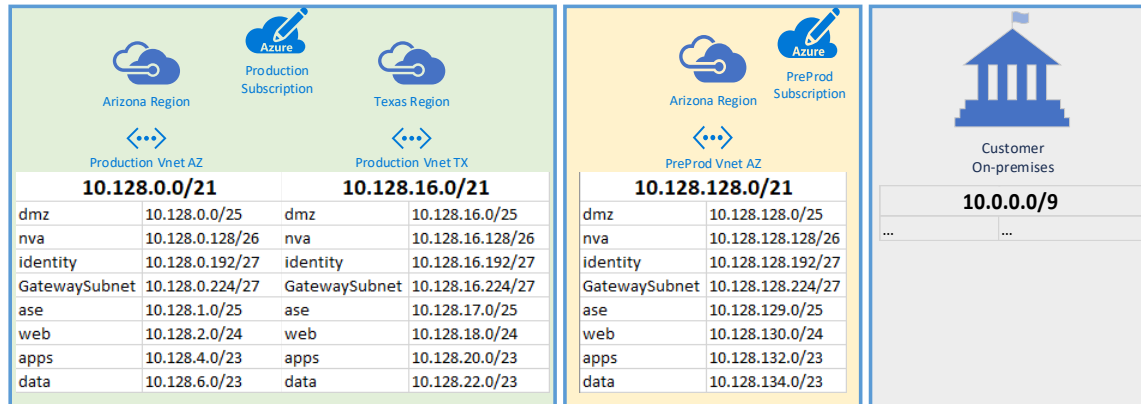 Azure
Production
Subscription
Arizona Region
Texas Region
Production Vnet AZ
Production Vnet TX
10.128.0.0/21
10.128.16.0/21
dmz 10.128.0.0/25 dmz 10.128.16.0/25
nva 10.128.0.128/26 nva 10.128.16.128/26
identity 10.128.0.192/27 identity 10.128.16.192/27
GatewaySubnet 10.128.0.224/27 GatewaySubnet 10.128.16.224/27
ase 10.128.1.0/25 ase 10.128.17.0/25
web 10.128.2.0/24 web 10.128.18.0/24
apps 10.128.4.0/23 apps 10.128.20.0/23
data 10.128.6.0/23 data 10.128.22.0/23
Azure
PreProd
Subscription
Arizona Region
PreProd Vnet AZ
10.128.128.0/21
dmz 10.128.128.0/25
nva 10.128.128.128/26
identity 10.128.128.192/27
GatewaySubnet 10.128.128.224/27
ase 10.128.129.0/25
web 10.128.130.0/24
apps 10.128.132.0/23
data 10.128.134.0/23
Customer
On-premises
10.0.0.0/9
... ...